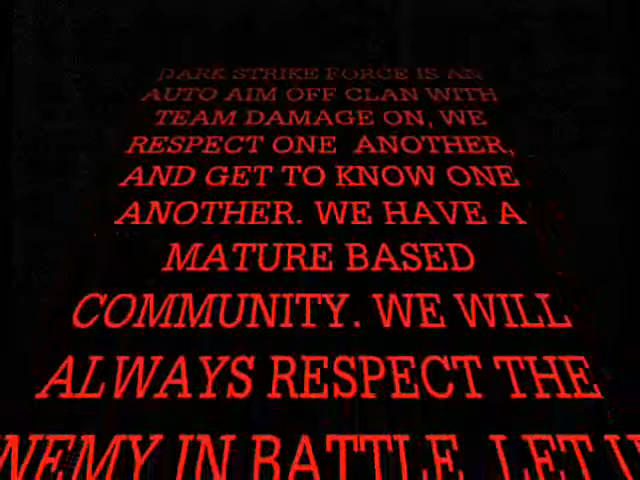 DARK STRIKE FORCE IS AN
AUTO AIM OFF CLAN WITH
TEAM DAMAGE ON, WE
RESPECT ONE ANOTHER,
AND GET TO KNOW ONE
ANOTHER. WE HAVE A
MATURE BASED
COMMUNITY. WE WILL
ALWAYS RESPECT THE
IN BATTLE LET